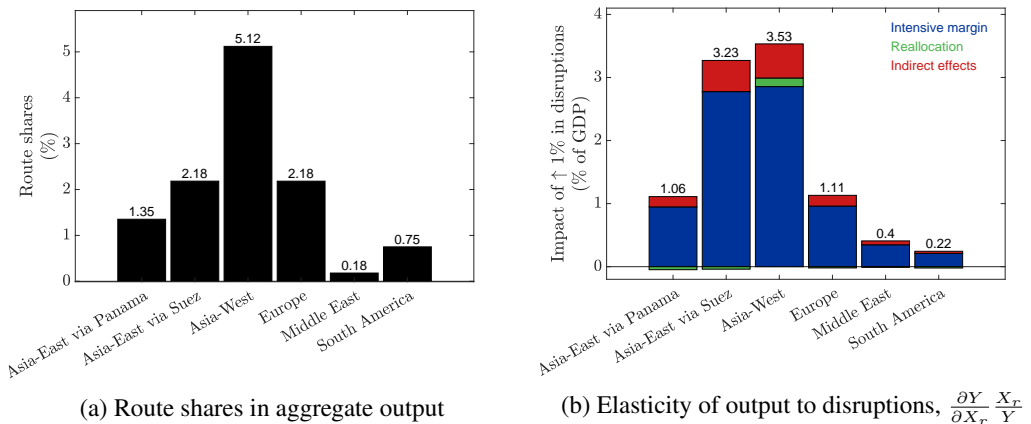 Route shares
(%)
5
4
3
2
1
0
1.35
2.18
5.12
2.18
0.18
0.75
Asia-East via Panama
Asia-East via Suez
Asia-West
Europe
Middle East
South America
(a) Route shares in aggregate output
Impact of ↑ 1% in disruptions
(% of GDP)
4
3
2
1
0
Intensive margin
Reallocation
Indirect effects
1.06
3.23
3.53
1.11
0.4
0.22
Asia-East via Panama
Asia-East via Suez
Asia-West
Europe
Middle East
South America
(b) Elasticity of output to disruptions, ∂Y/∂X_r X_r/Y